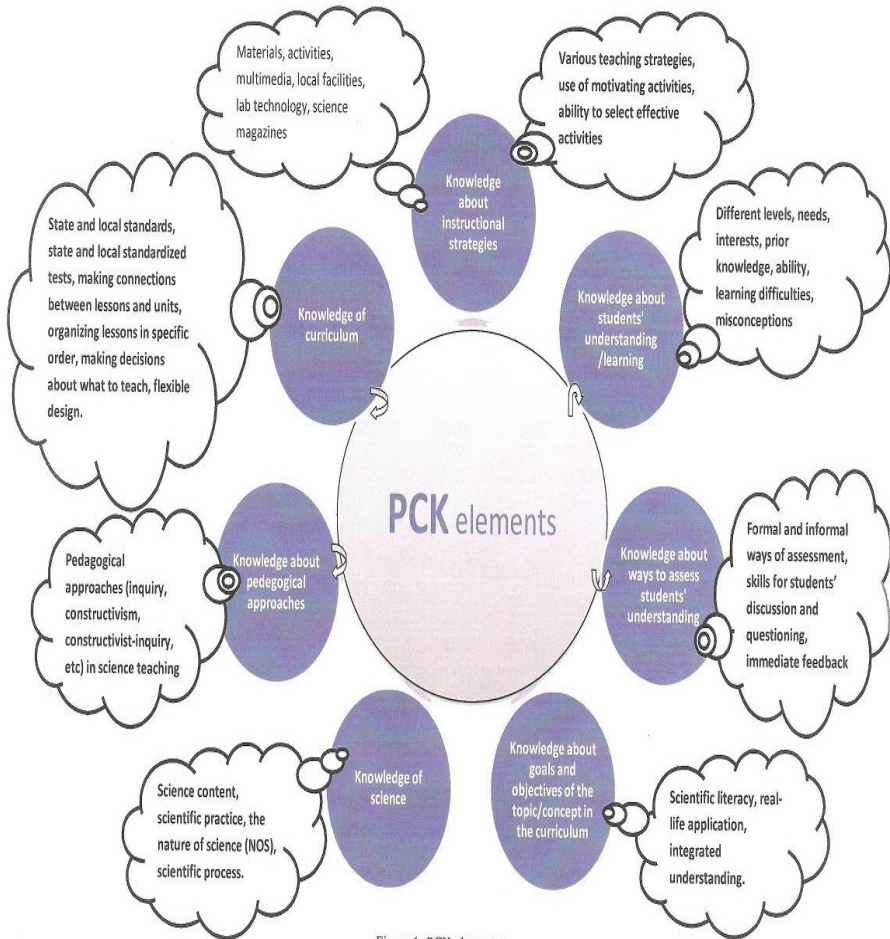 Materials, activities,
multimedia, local facilities,
lab technology, science
magazines
Various teaching strategies,
use of motivating activities,
ability to select effective
activities
Knowledge
about
instructional
strategies
State and local standards,
state and local standardized
tests, making connections
between lessons and units,
organizing lessons in specific
order, making decisions
about what to teach, flexible
design.
Knowledge of
curriculum
Knowledge about
students'
understanding
/learning
Different levels, needs,
interests, prior
knowledge, ability,
learning difficulties,
misconceptions
PCK elements
Pedagogical
approaches (inquiry,
constructivism,
constructivist-inquiry,
etc) in science teaching
Knowledge about
pedegogical
approaches
Knowledge about
ways to assess
students'
understanding
Formal and informal
ways of assessment,
skills for students'
discussion and
questioning,
immediate feedback
Science content,
scientific practice, the
nature of science (NOS),
scientific process.
Knowledge of
science
Knowledge about
goals and
objectives of the
topic/concept in
the curriculum
Scientific literacy, real-
life application,
integrated
understanding.